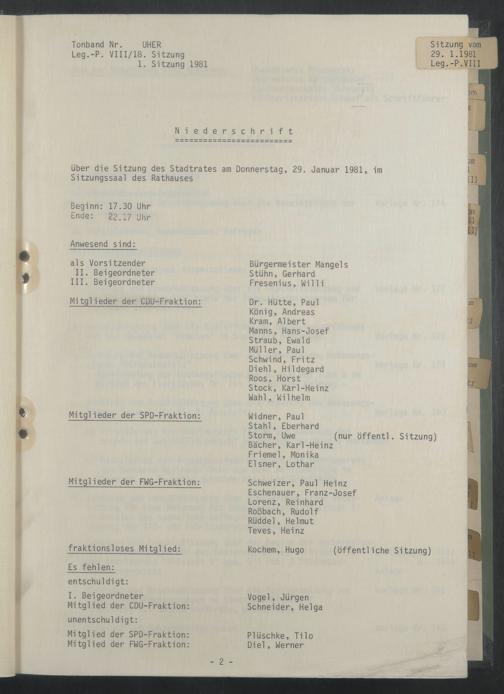 Tonband Nr. UHER
Leg.-P. VIII/18. Sitzung
1. Sitzung 1981
Sitzung vom
29. 1.1981
Leg.-P.VIII
Niederschrift
über die Sitzung des Stadtrates am Donnerstag, 29. Januar 1981, im
Sitzungssaal des Rathauses
Beginn: 17.30 Uhr
Ende: 22.17 Uhr
Anwesend sind:
als Vorsitzender Bürgermeister Mangels
II. Beigeordneter Stühn, Gerhard
III. Beigeordneter Fresenius, Willi
Mitglieder der CDU-Fraktion: Dr. Hütte, Paul
König, Andreas
Kram, Albert
Manns, Hans-Josef
Straub, Ewald
Müller, Paul
Schwind, Fritz
Diehl, Hildegard
Roos, Horst
Stock, Karl-Heinz
Wahl, Wilhelm
Mitglieder der SPD-Fraktion: Widner, Paul
Stahl, Eberhard
Storm, Uwe (nur öffentl. Sitzung)
Bächer, Karl-Heinz
Friemel, Monika
Elsner, Lothar
Mitglieder der FWG-Fraktion: Schweizer, Paul Heinz
Eschenauer, Franz-Josef
Lorenz, Reinhard
Roßbach, Rudolf
Rüddel, Helmut
Teves, Heinz
fraktionsloses Mitglied: Kochem, Hugo (öffentliche Sitzung)
Es fehlen:
entschuldigt:
I. Beigeordneter Vogel, Jürgen
Mitglied der CDU-Fraktion: Schneider, Helga
unentschuldigt:
Mitglied der SPD-Fraktion: Plüschke, Tilo
Mitglied der FWG-Fraktion: Diel, Werner
- 2 -